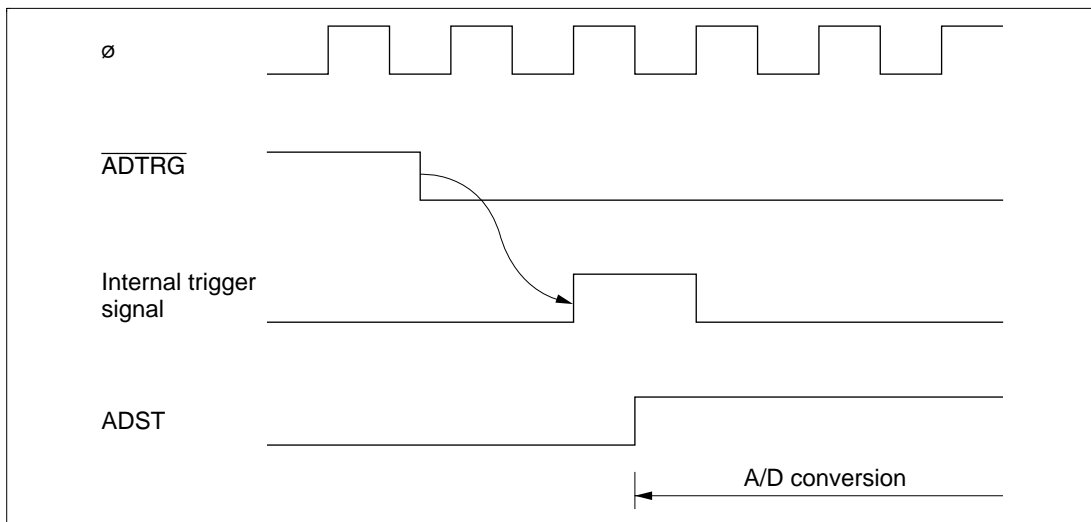 ø
ADTRG
Internal trigger
signal
ADST
A/D conversion